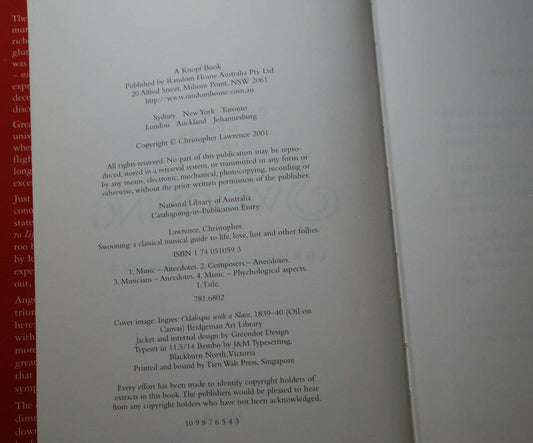 A Knopf Book
Published by Random House Australia Pty Ltd
20 Alfred Street, Milsons Point, NSW 2061
http://www.randomhouse.com.au
Sydney New York Toronto
London Auckland Johannesburg
Copyright © Christopher Lawrence 2001
All rights reserved. No part of this publication may be repro-
duced, stored in a retrieval system, or transmitted in any form or
by any means, electronic, mechanical, photocopying, recording or
otherwise, without the prior written permission of the publisher.
National Library of Australia
Cataloguing-in-Publication Entry
Lawrence, Christopher.
Swooning: a classical musical guide to life, love, lust and other follies.
ISBN 1 74 051059 3
1. Music – Anecdotes. 2. Composers – Anecdotes.
3. Musicians – Anecdotes. 4. Music – Phychological aspects.
I. Title.
781.6802
Cover image: Ingres: Odalisque with a Slave, 1839–40 (Oil on
Canvas) Bridgeman Art Library
Jacket and internal design by Greendot Design
Typeset in 11.5/14 Bembo by J&M Typesetting,
Blackburn North, Victoria
Printed and bound by Tien Wah Press, Singapore
Every effort has been made to identify copyright holders of
extracts in this book. The publishers would be pleased to hear
from any copyright holders who have not been acknowledged.
10 9 8 7 6 5 4 3